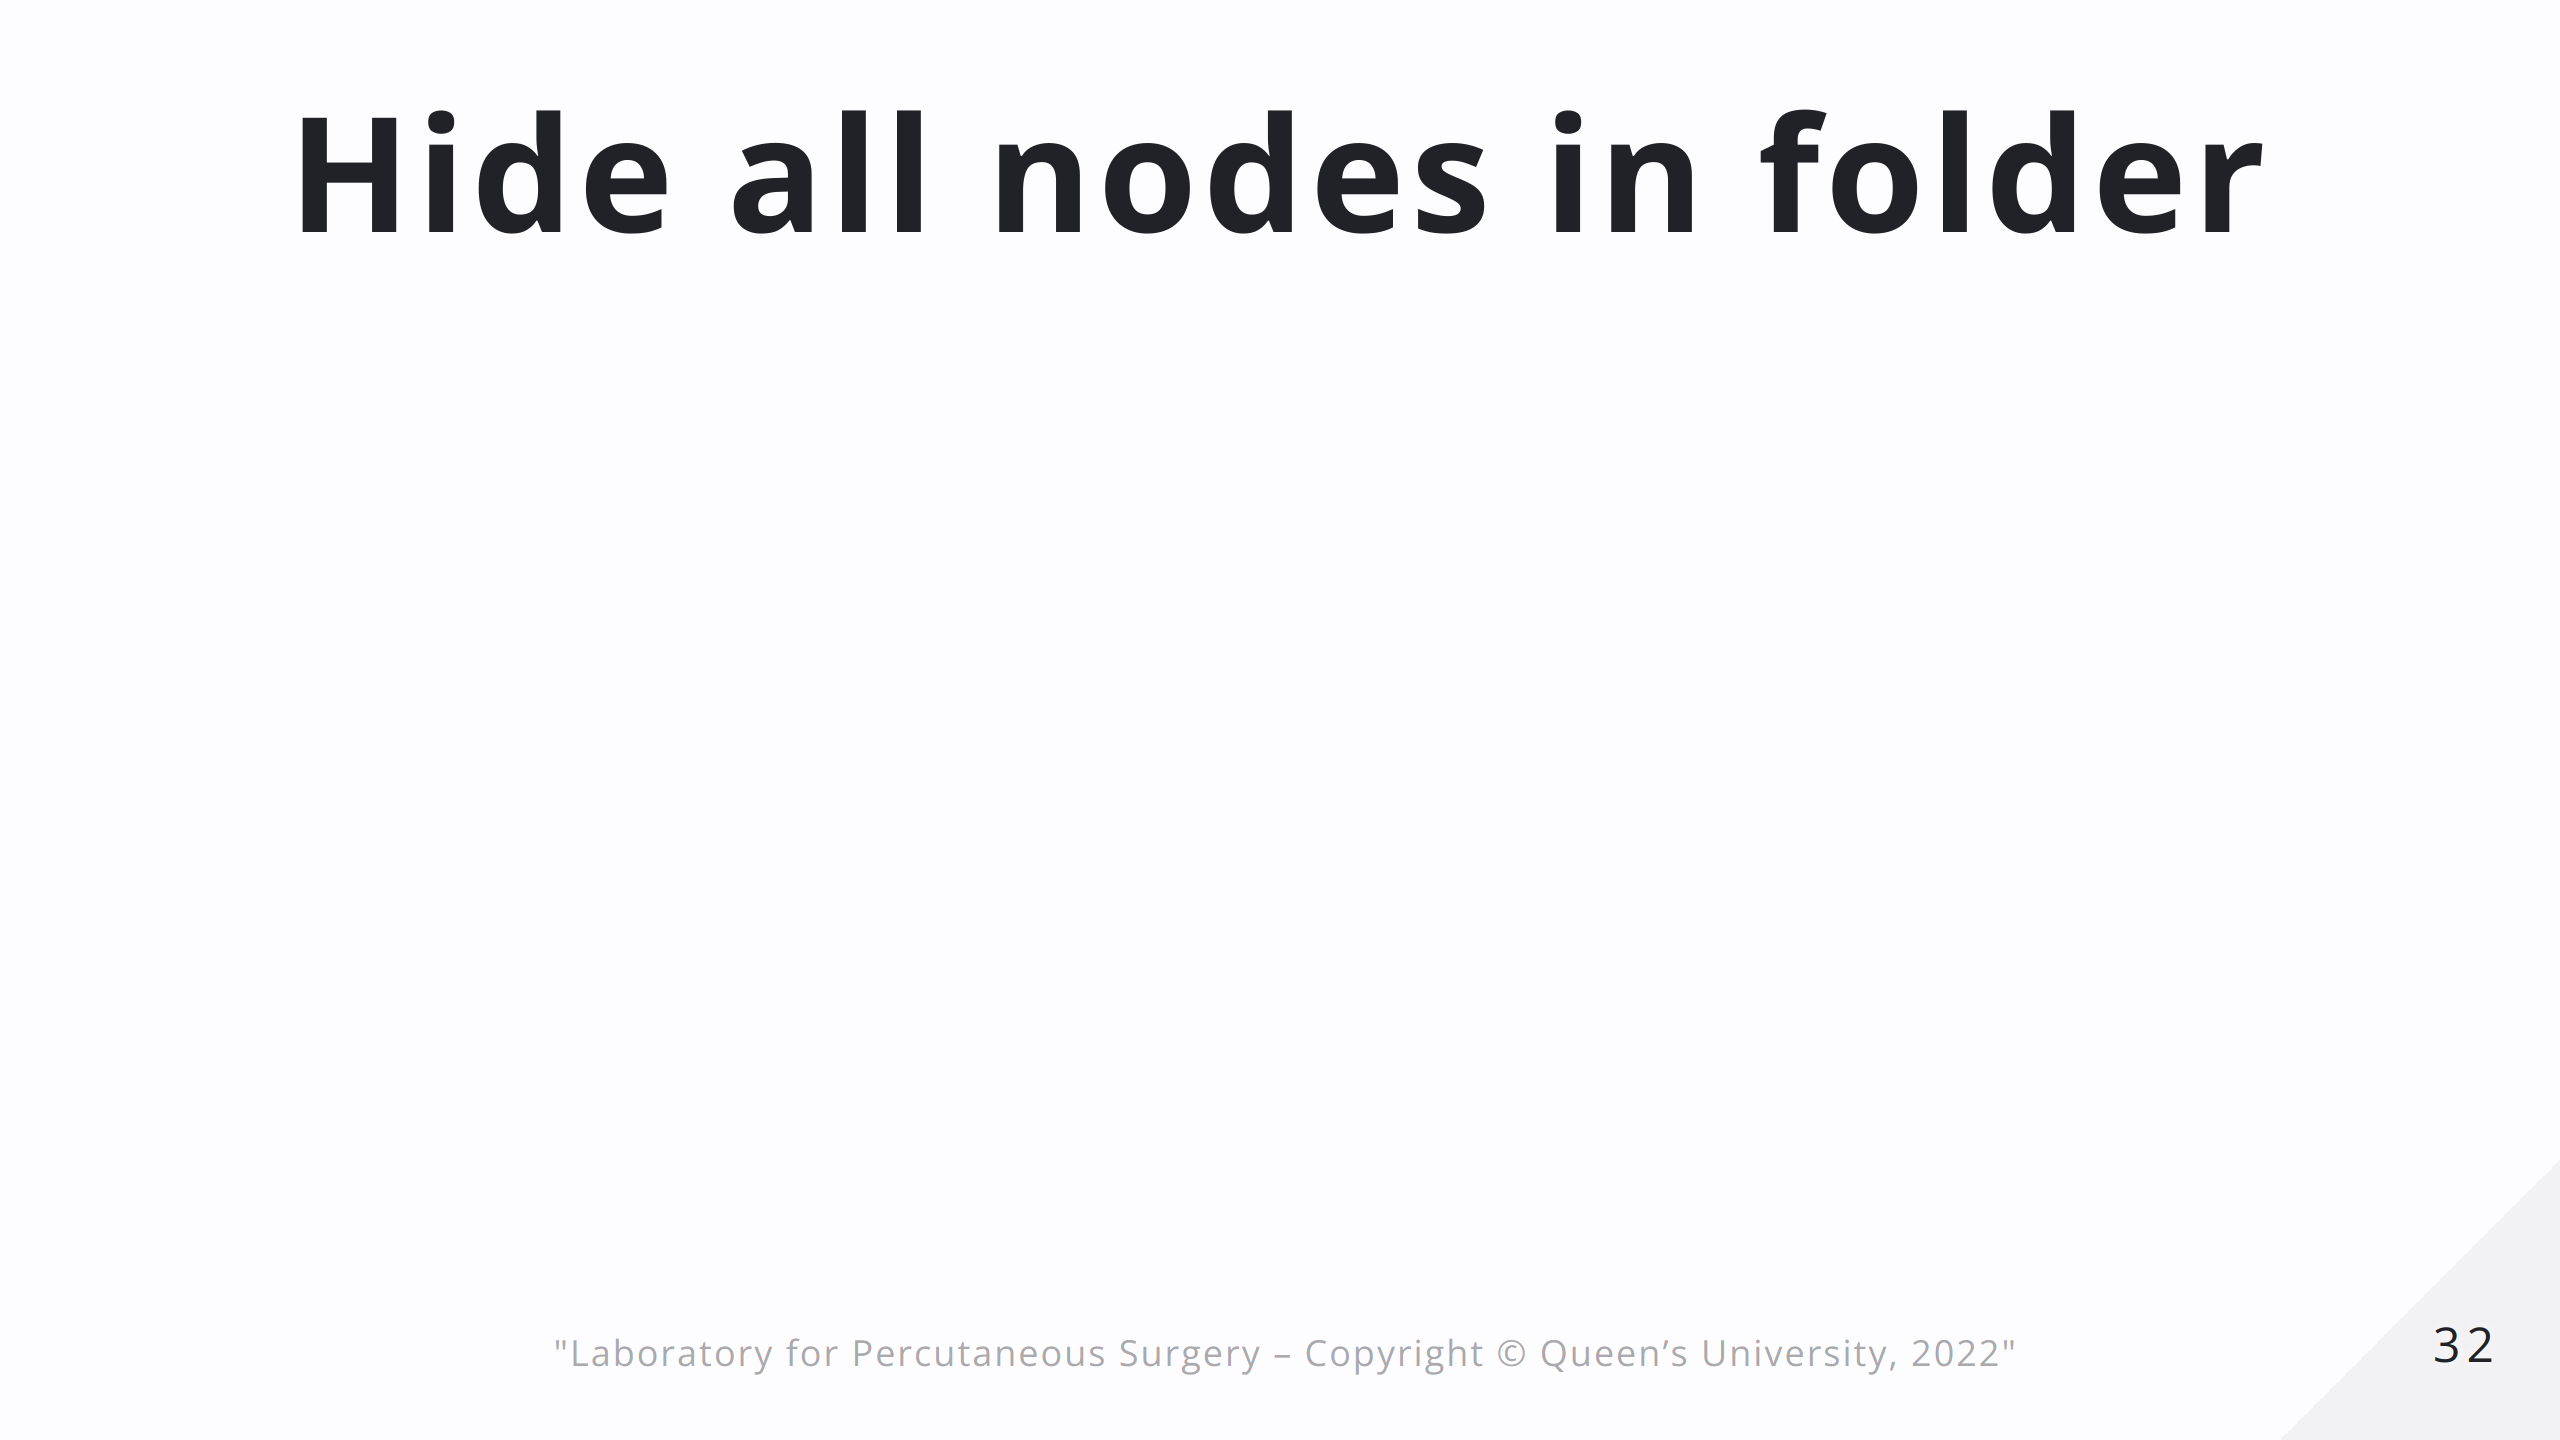 Hide all nodes in folder
"Laboratory for Percutaneous Surgery – Copyright © Queen’s University, 2022"
32